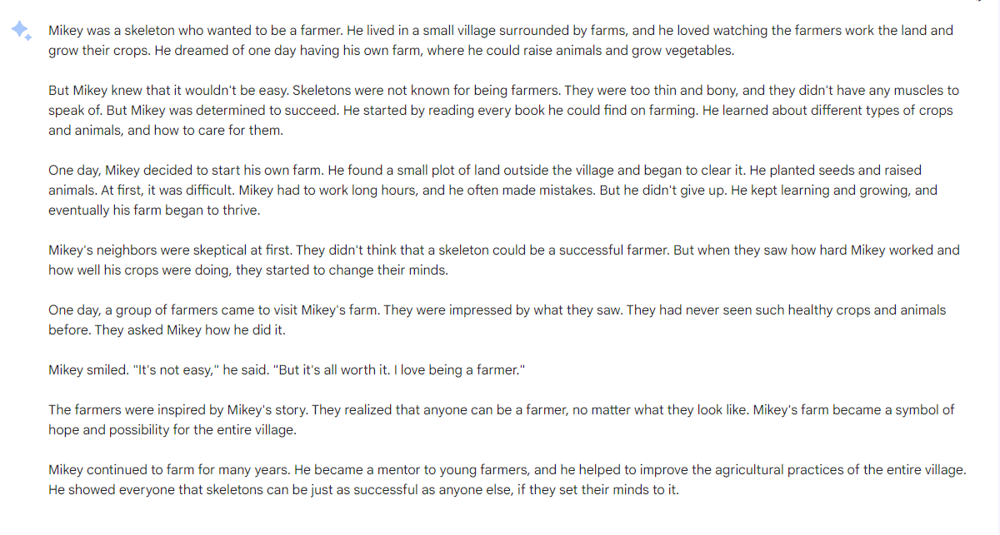 Mikey was a skeleton who wanted to be a farmer. He lived in a small village surrounded by farms, and he loved watching the farmers work the land and
grow their crops. He dreamed of one day having his own farm, where he could raise animals and grow vegetables.
But Mikey knew that it wouldn't be easy. Skeletons were not known for being farmers. They were too thin and bony, and they didn't have any muscles to
speak of. But Mikey was determined to succeed. He started by reading every book he could find on farming. He learned about different types of crops
and animals, and how to care for them.
One day, Mikey decided to start his own farm. He found a small plot of land outside the village and began to clear it. He planted seeds and raised
animals. At first, it was difficult. Mikey had to work long hours, and he often made mistakes. But he didn't give up. He kept learning and growing, and
eventually his farm began to thrive.
Mikey's neighbors were skeptical at first. They didn't think that a skeleton could be a successful farmer. But when they saw how hard Mikey worked and
how well his crops were doing, they started to change their minds.
One day, a group of farmers came to visit Mikey's farm. They were impressed by what they saw. They had never seen such healthy crops and animals
before. They asked Mikey how he did it.
Mikey smiled. "It's not easy," he said. "But it's all worth it. I love being a farmer."
The farmers were inspired by Mikey's story. They realized that anyone can be a farmer, no matter what they look like. Mikey's farm became a symbol of
hope and possibility for the entire village.
Mikey continued to farm for many years. He became a mentor to young farmers, and he helped to improve the agricultural practices of the entire village.
He showed everyone that skeletons can be just as successful as anyone else, if they set their minds to it.